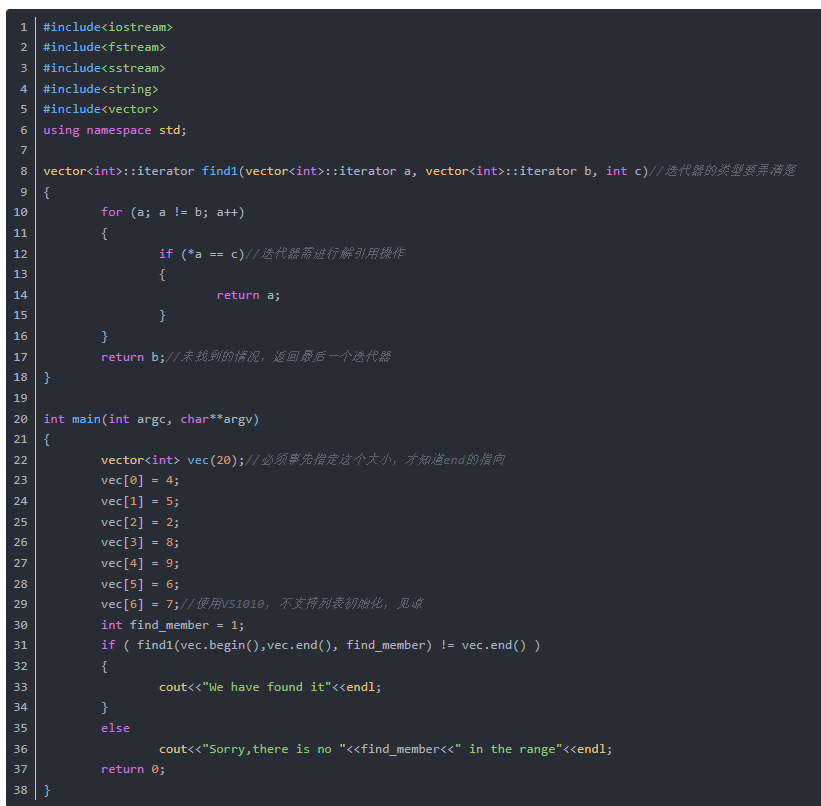 1 #include<iostream>
2 #include<fstream>
3 #include<sstream>
4 #include<string>
5 #include<vector>
6 using namespace std;
7
8 vector<int>::iterator find1(vector<int>::iterator a, vector<int>::iterator b, int c)//迭代器的类型要弄清楚
9 {
10 for (a; a != b; a++)
11 {
12 if (*a == c)//迭代器需进行解引用操作
13 {
14 return a;
15 }
16 }
17 return b;//未找到的情况，返回最后一个迭代器
18 }
19
20 int main(int argc, char**argv)
21 {
22 vector<int> vec(20);//必须事先指定这个大小，才知道end的指向
23 vec[0] = 4;
24 vec[1] = 5;
25 vec[2] = 2;
26 vec[3] = 8;
27 vec[4] = 9;
28 vec[5] = 6;
29 vec[6] = 7;//使用VS1010，不支持列表初始化，见谅
30 int find_member = 1;
31 if ( find1(vec.begin(),vec.end(), find_member) != vec.end() )
32 {
33 cout<<"We have found it"<<endl;
34 }
35 else
36 cout<<"Sorry,there is no "<<find_member<<" in the range"<<endl;
37 return 0;
38 }